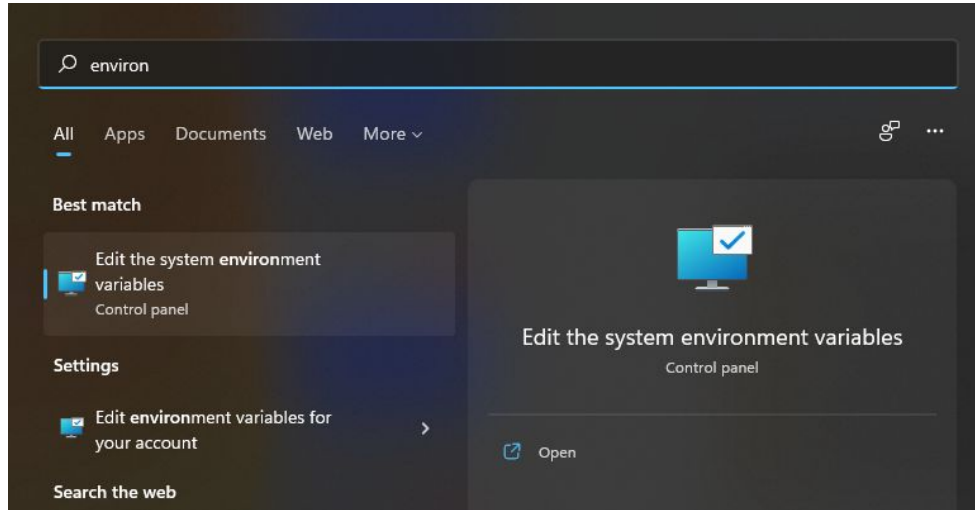 environ
All Apps Documents Web More
Best match
Edit the system environment
variables
Control panel
Settings
Edit environment variables for
your account
Search the web
Edit the system environment variables
Control panel
Open